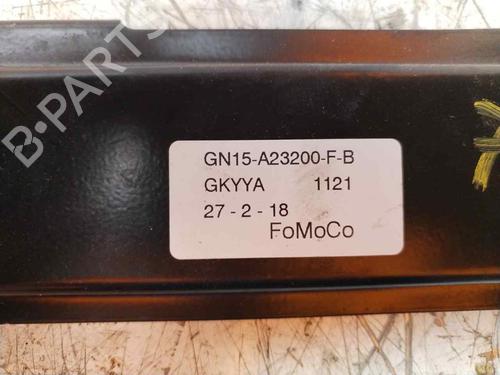 GN15-A23200-F-B
GKYYA 1121
27 - 2 - 18
FoMoCo
B-PARTS